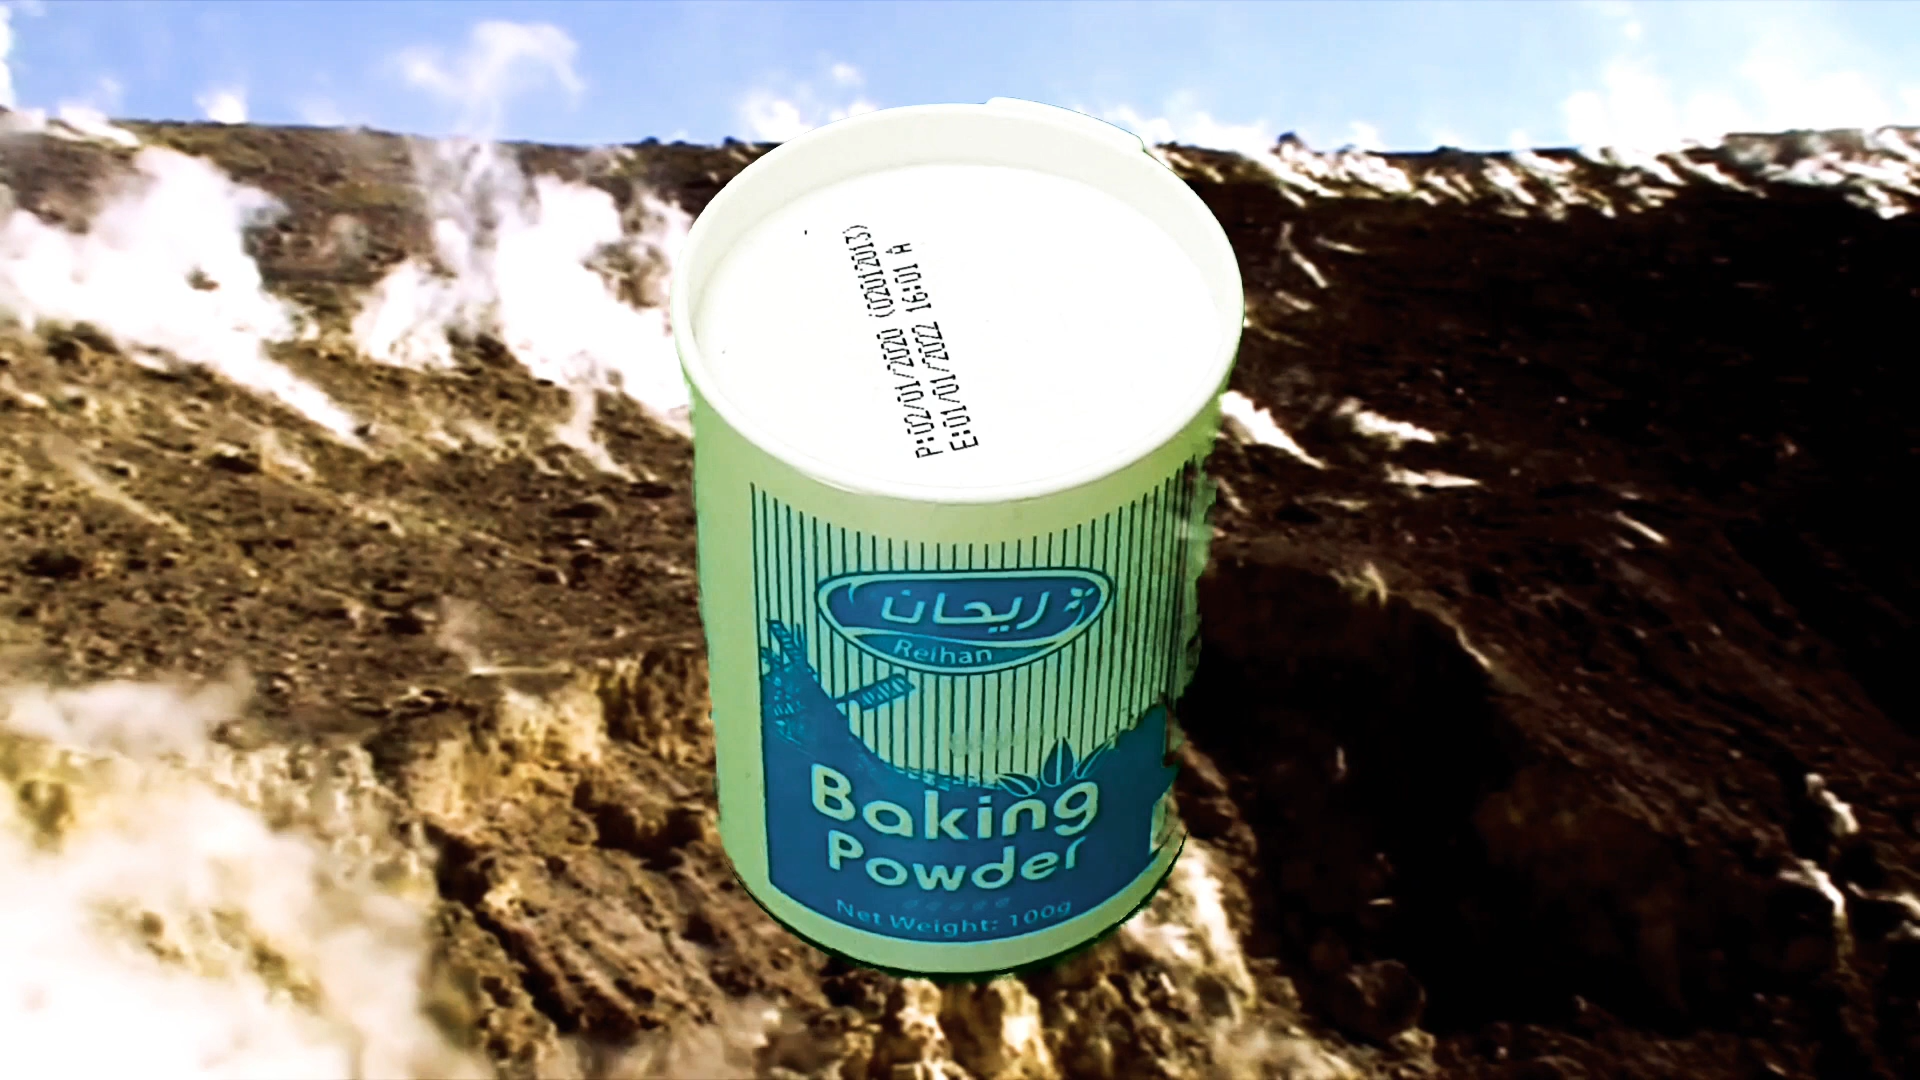 P:02/01/2020 (02012013)
E:01/01/2022 16:01 A
ريحان
Reihan
Baking
Powder
Net Weight: 100g